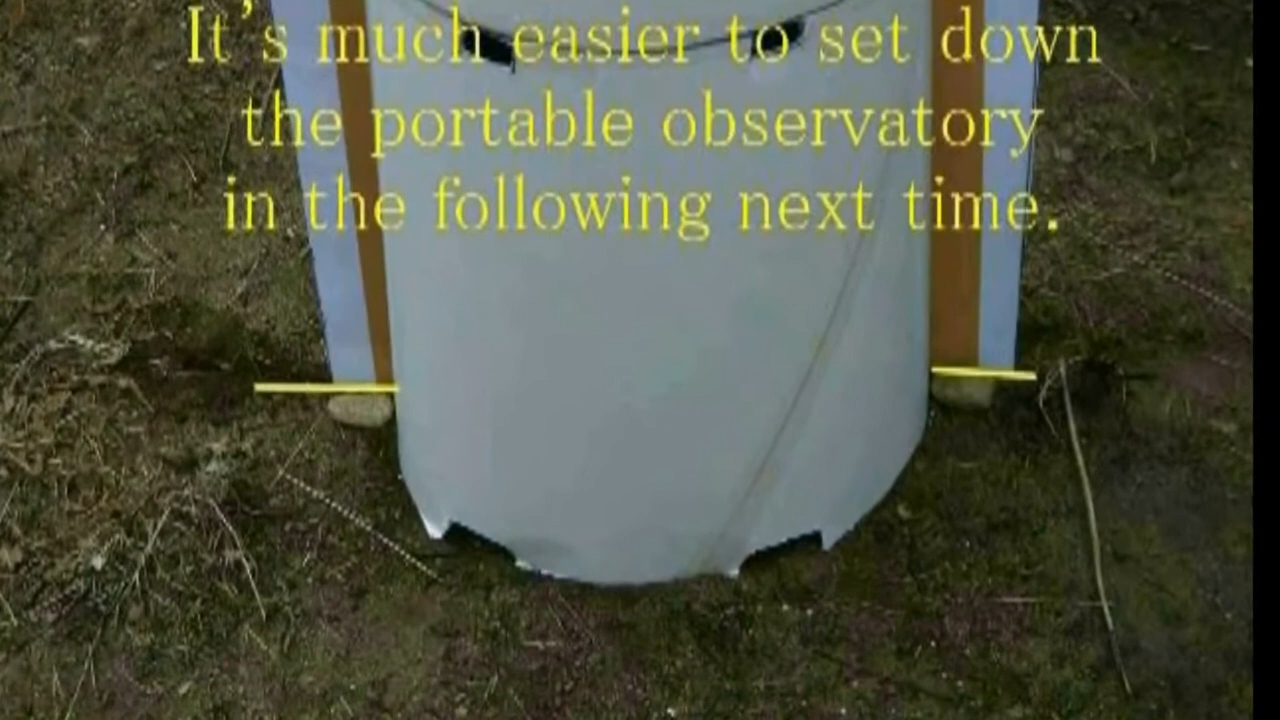 It's much easier to set down
the portable observatory
in the following next time.